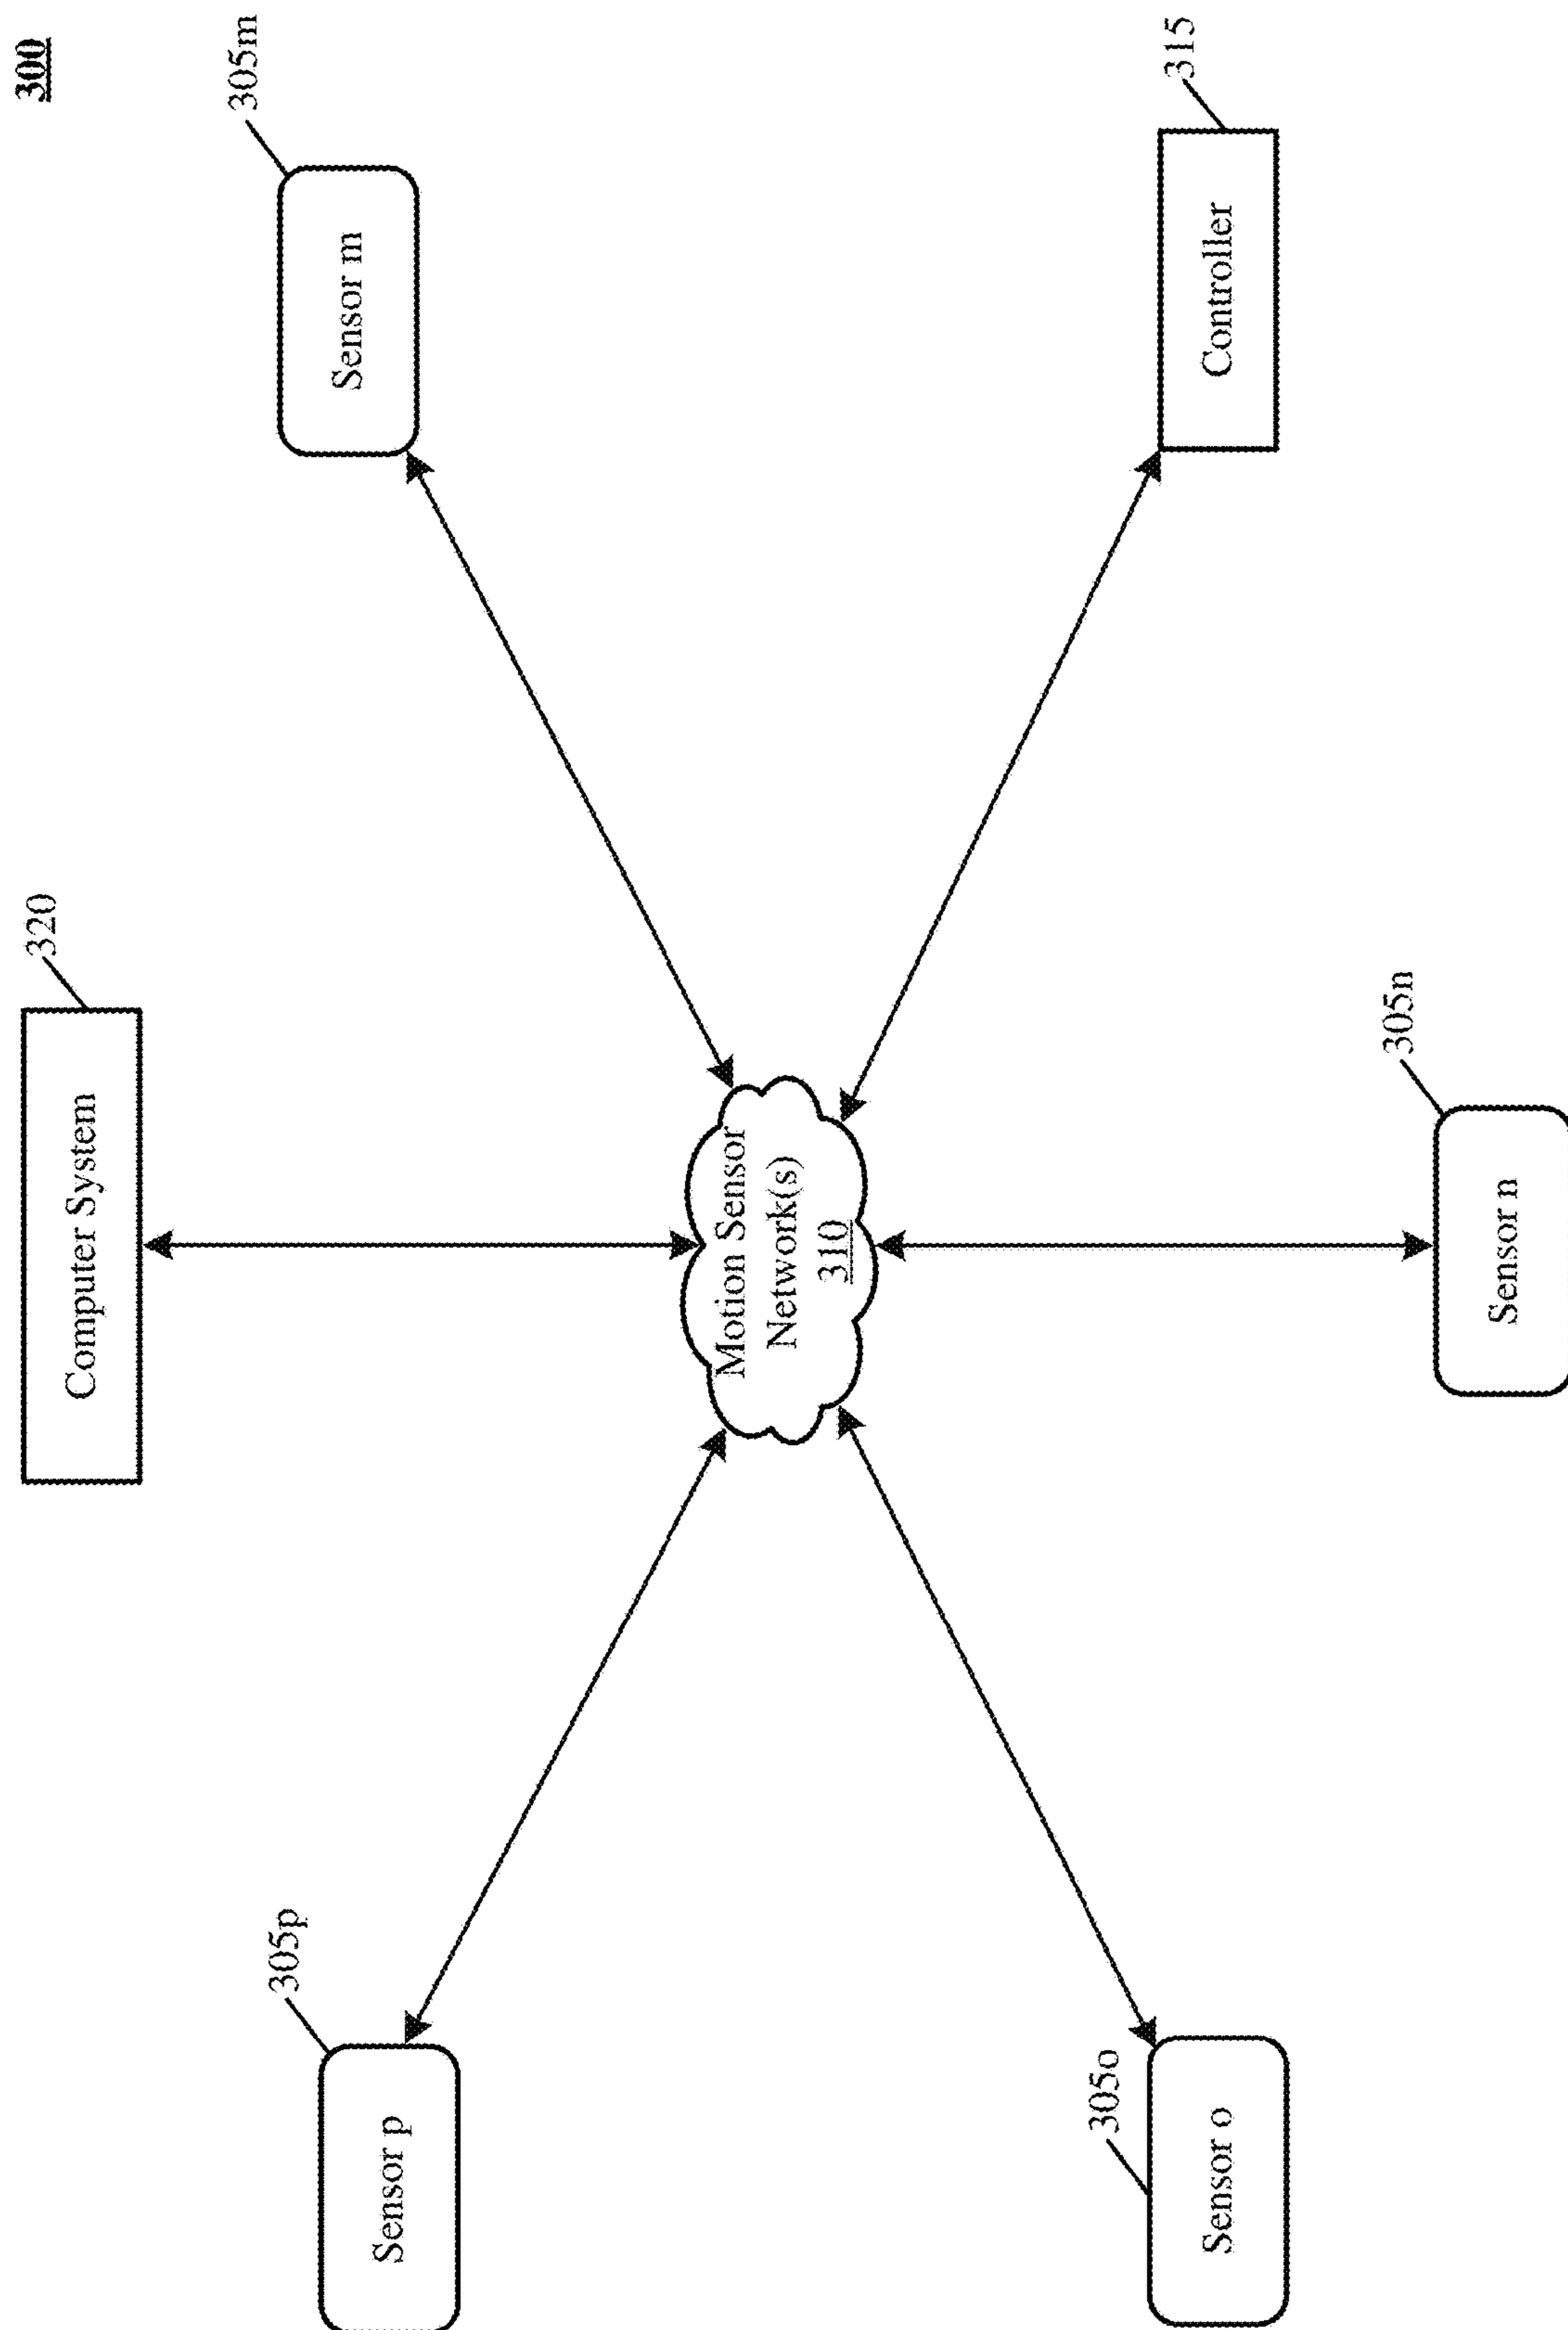 300
Computer System
320
Sensor p
305p
Sensor m
305m
Motion Sensor
Network(s)
310
Sensor o
305o
Controller
315
Sensor n
305n